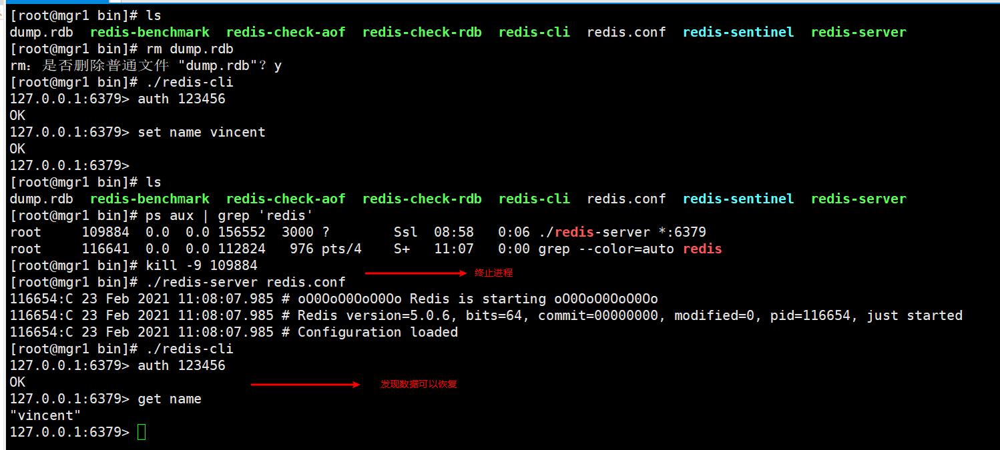 [root@mgr1 bin]# ls
dump.rdb  redis-benchmark  redis-check-aof  redis-check-rdb  redis-cli  redis.conf  redis-sentinel  redis-server
[root@mgr1 bin]# rm dump.rdb
rm：是否删除普通文件 "dump.rdb"？y
[root@mgr1 bin]# ./redis-cli
127.0.0.1:6379> auth 123456
OK
127.0.0.1:6379> set name vincent
OK
127.0.0.1:6379>
[root@mgr1 bin]# ls
dump.rdb  redis-benchmark  redis-check-aof  redis-check-rdb  redis-cli  redis.conf  redis-sentinel  redis-server
[root@mgr1 bin]# ps aux | grep 'redis'
root     109884  0.0  0.0 156552  3000 ?        Ssl  08:58   0:06 ./redis-server *:6379
root     116641  0.0  0.0 112824   976 pts/4    S+   11:07   0:00 grep --color=auto redis
[root@mgr1 bin]# kill -9 109884
终止进程
[root@mgr1 bin]# ./redis-server redis.conf
116654:C 23 Feb 2021 11:08:07.985 # oO0OoO0OoO0Oo Redis is starting oO0OoO0OoO0Oo
116654:C 23 Feb 2021 11:08:07.985 # Redis version=5.0.6, bits=64, commit=00000000, modified=0, pid=116654, just started
116654:C 23 Feb 2021 11:08:07.985 # Configuration loaded
[root@mgr1 bin]# ./redis-cli
127.0.0.1:6379> auth 123456
OK
发现数据可以恢复
127.0.0.1:6379> get name
"vincent"
127.0.0.1:6379>